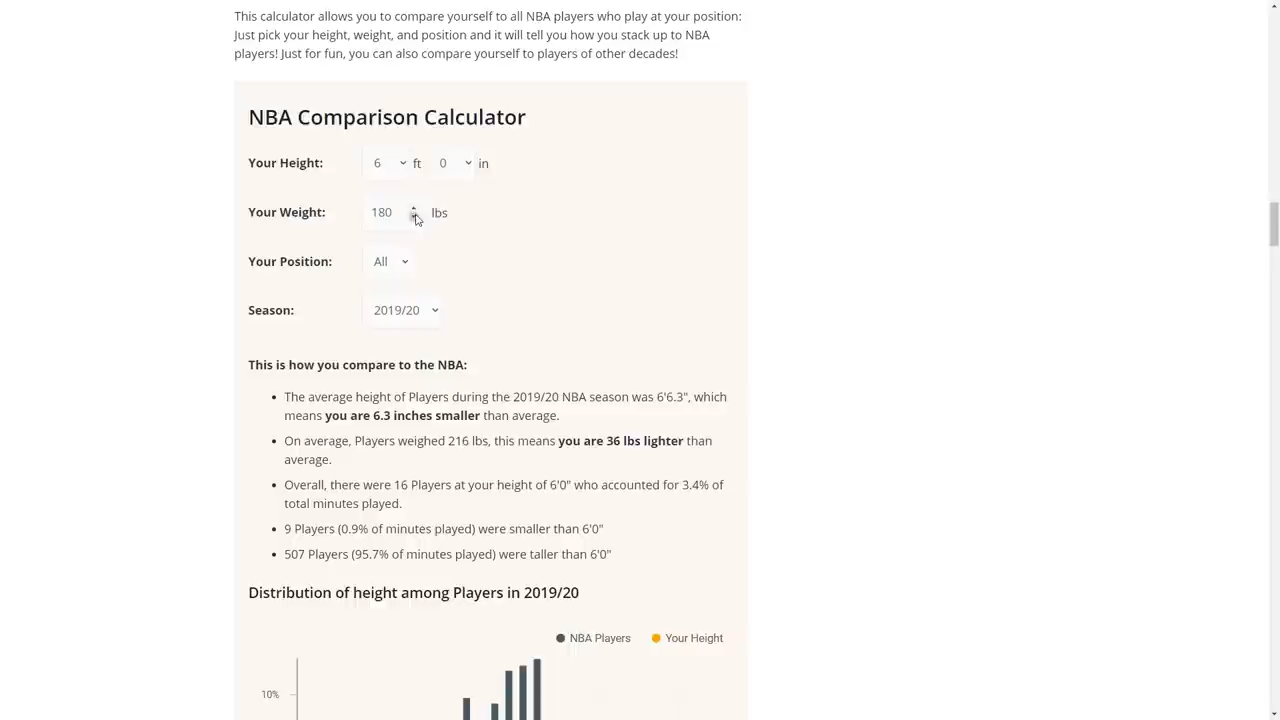 This calculator allows you to compare yourself to all NBA players who play at your position:
Just pick your height, weight, and position and it will tell you how you stack up to NBA
players! Just for fun, you can also compare yourself to players of other decades!
NBA Comparison Calculator
Your Height: 6 ft 0 in
Your Weight: 180 lbs
Your Position: All
Season: 2019/20
This is how you compare to the NBA:
• The average height of Players during the 2019/20 NBA season was 6'6.3", which
means you are 6.3 inches smaller than average.
• On average, Players weighed 216 lbs, this means you are 36 lbs lighter than
average.
• Overall, there were 16 Players at your height of 6'0" who accounted for 3.4% of
total minutes played.
• 9 Players (0.9% of minutes played) were smaller than 6'0"
• 507 Players (95.7% of minutes played) were taller than 6'0"
Distribution of height among Players in 2019/20
NBA Players Your Height
10%